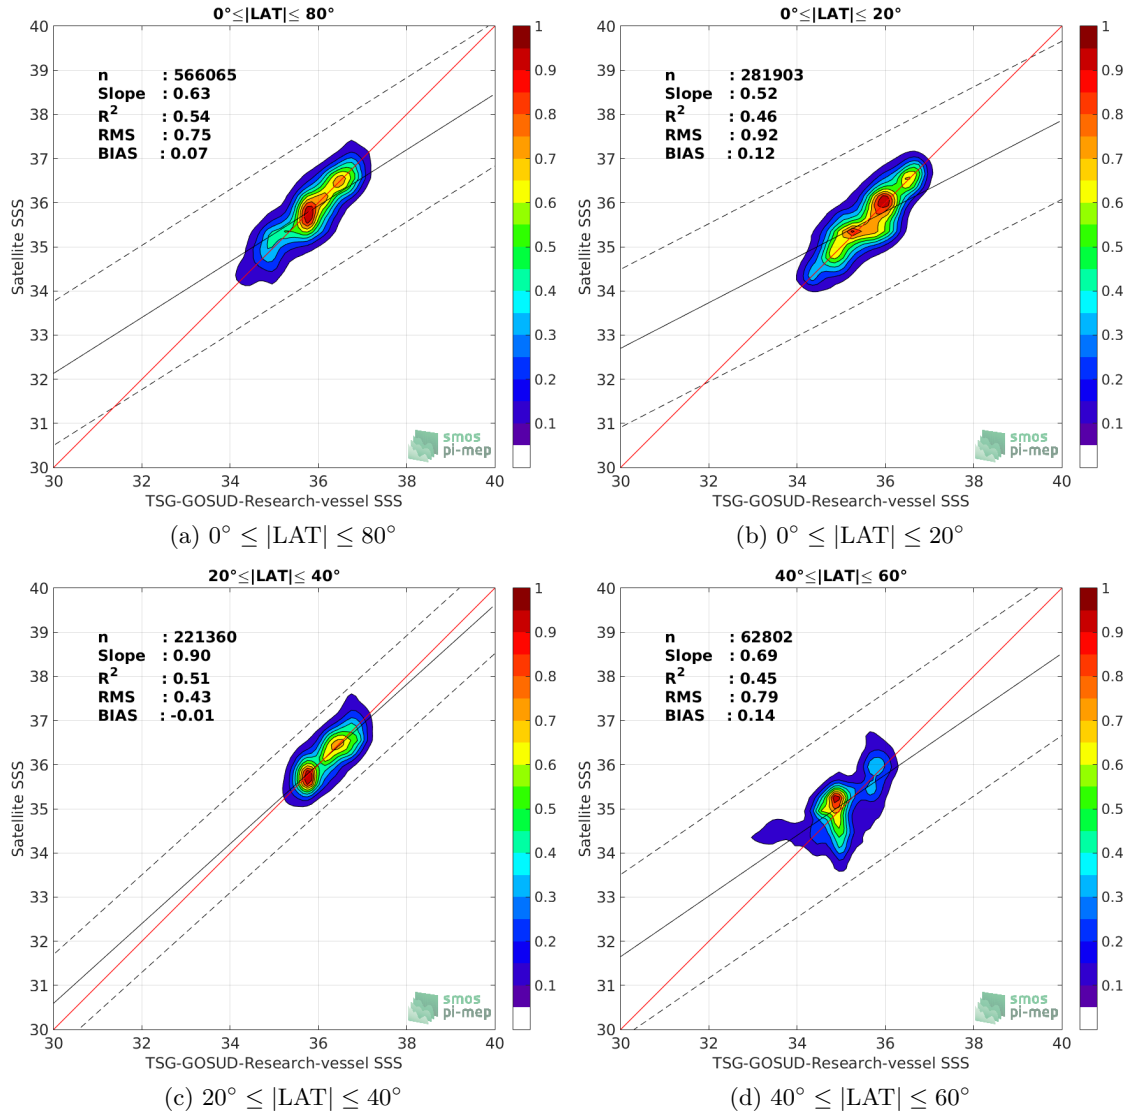 0°≤|LAT|≤ 80°
40
39
38
37
36
35
34
33
32
31
30
Satellite SSS
n : 566065
Slope : 0.63
R² : 0.54
RMS : 0.75
BIAS : 0.07
smos
pi-mep
30 32 34 36 38 40
TSG-GOSUD-Research-vessel SSS
1
0.9
0.8
0.7
0.6
0.5
0.4
0.3
0.2
0.1
(a) 0° ≤ |LAT| ≤ 80°
0°≤|LAT|≤ 20°
40
39
38
37
36
35
34
33
32
31
30
Satellite SSS
n : 281903
Slope : 0.52
R² : 0.46
RMS : 0.92
BIAS : 0.12
smos
pi-mep
30 32 34 36 38 40
TSG-GOSUD-Research-vessel SSS
1
0.9
0.8
0.7
0.6
0.5
0.4
0.3
0.2
0.1
(b) 0° ≤ |LAT| ≤ 20°
20°≤|LAT|≤ 40°
40
39
38
37
36
35
34
33
32
31
30
Satellite SSS
n : 221360
Slope : 0.90
R² : 0.51
RMS : 0.43
BIAS : -0.01
smos
pi-mep
30 32 34 36 38 40
TSG-GOSUD-Research-vessel SSS
1
0.9
0.8
0.7
0.6
0.5
0.4
0.3
0.2
0.1
(c) 20° ≤ |LAT| ≤ 40°
40°≤|LAT|≤ 60°
40
39
38
37
36
35
34
33
32
31
30
Satellite SSS
n : 62802
Slope : 0.69
R² : 0.45
RMS : 0.79
BIAS : 0.14
smos
pi-mep
30 32 34 36 38 40
TSG-GOSUD-Research-vessel SSS
1
0.9
0.8
0.7
0.6
0.5
0.4
0.3
0.2
0.1
(d) 40° ≤ |LAT| ≤ 60°